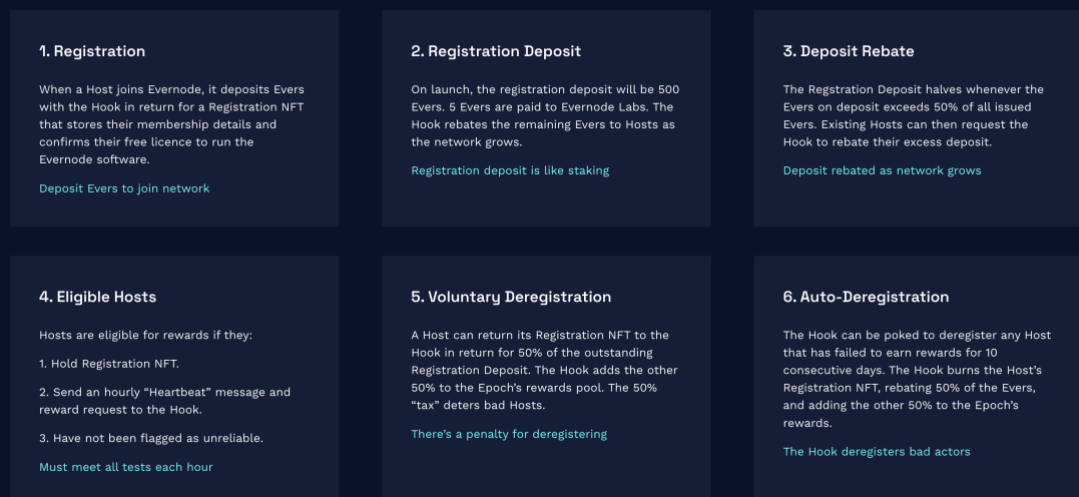 1. Registration
When a Host joins Evernode, it deposits Evers
with the Hook in return for a Registration NFT
that stores their membership details and
confirms their free licence to run the
Evernode software.
Deposit Evers to join network
2. Registration Deposit
On launch, the registration deposit will be 500
Evers. 5 Evers are paid to Evernode Labs. The
Hook rebates the remaining Evers to Hosts as
the network grows.
Registration deposit is like staking
3. Deposit Rebate
The Regstration Deposit halves whenever the
Evers on deposit exceeds 50% of all issued
Evers. Existing Hosts can then request the
Hook to rebate their excess deposit.
Deposit rebated as network grows
4. Eligible Hosts
Hosts are eligible for rewards if they:
1. Hold Registration NFT.
2. Send an hourly “Heartbeat” message and
reward request to the Hook.
3. Have not been flagged as unreliable.
Must meet all tests each hour
5. Voluntary Deregistration
A Host can return its Registration NFT to the
Hook in return for 50% of the outstanding
Registration Deposit. The Hook adds the other
50% to the Epoch’s rewards pool. The 50%
“tax” deters bad Hosts.
There’s a penalty for deregistering
6. Auto-Deregistration
The Hook can be poked to deregister any Host
that has failed to earn rewards for 10
consecutive days. The Hook burns the Host’s
Registration NFT, rebating 50% of the Evers,
and adding the other 50% to the Epoch’s
rewards.
The Hook deregisters bad actors